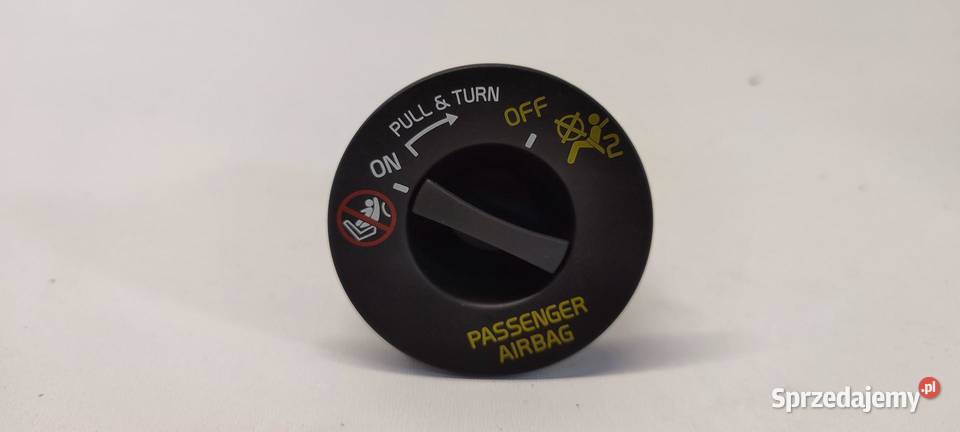 PULL & TURN
ON
OFF
2
PASSENGER
AIRBAG
Sprzedajemy.pl